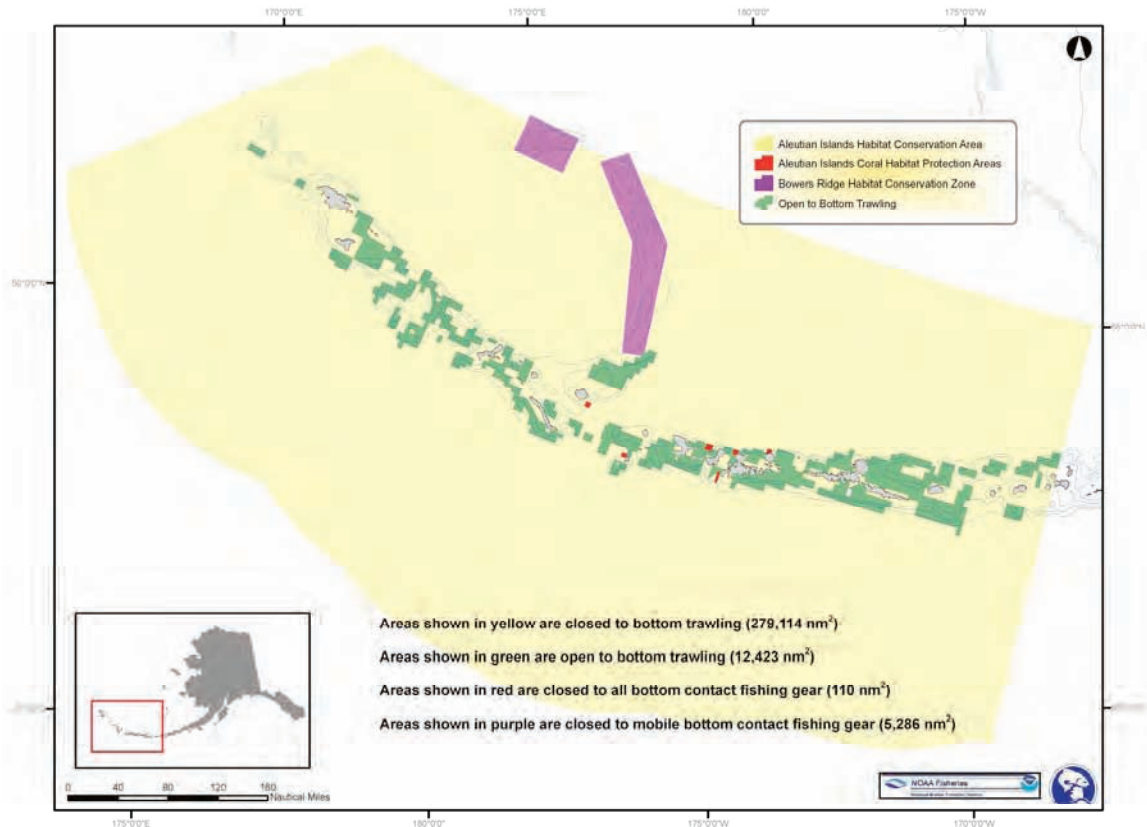 170°0'0"E 175°0'0"E 180°0'0" 175°0'0"W
Aleutian Islands Habitat Conservation Area
Aleutian Islands Coral Habitat Protection Areas
Bowers Ridge Habitat Conservation Zone
Open to Bottom Trawling
Areas shown in yellow are closed to bottom trawling (279,114 nm²)
Areas shown in green are open to bottom trawling (12,423 nm²)
Areas shown in red are closed to all bottom contact fishing gear (110 nm²)
Areas shown in purple are closed to mobile bottom contact fishing gear (5,286 nm²)
0 40 80 120 160
Nautical Miles
NOAA Fisheries
175°0'0"E 180°0'0" 175°0'0"W 170°0'0"W